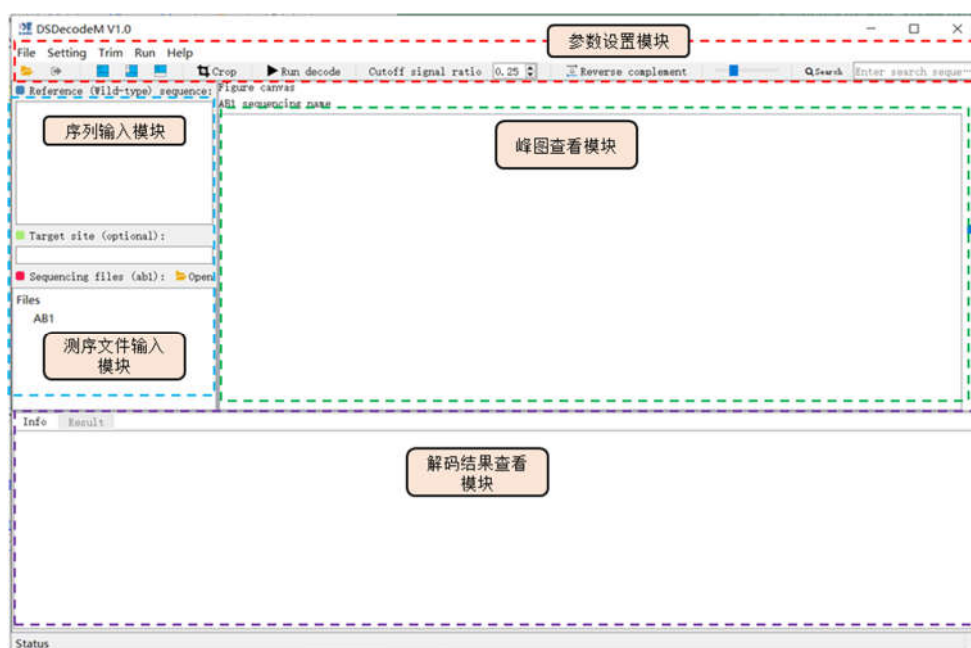 DSDecodeM V1.0
参数设置模块
File Setting Trim Run Help
Crop Run decode Cutoff signal ratio 0.25 Reverse complement Search Enter search seque
Reference (Wild-type) sequence:
Figure canvas
AB1 sequencing name
序列输入模块
峰图查看模块
Target site (optional):
Sequencing files (ab1): Open
Files
AB1
测序文件输入
模块
Info Result
解码结果查看
模块
Status